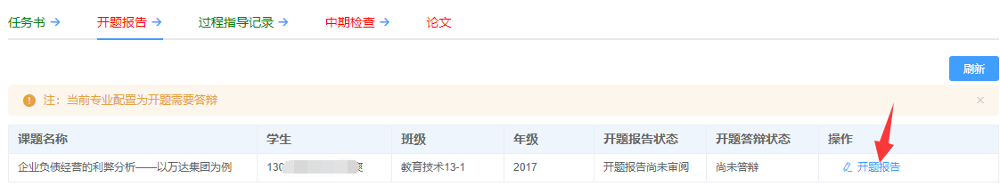 任务书 开题报告 过程指导记录 中期检查 论文
刷新
注：当前专业配置为开题需要答辩
课题名称 学生 班级 年级 开题报告状态 开题答辩状态 操作
企业负债经营的利弊分析——以万达集团为例 130 教育技术13-1 2017 开题报告尚未审阅 尚未答辩 开题报告